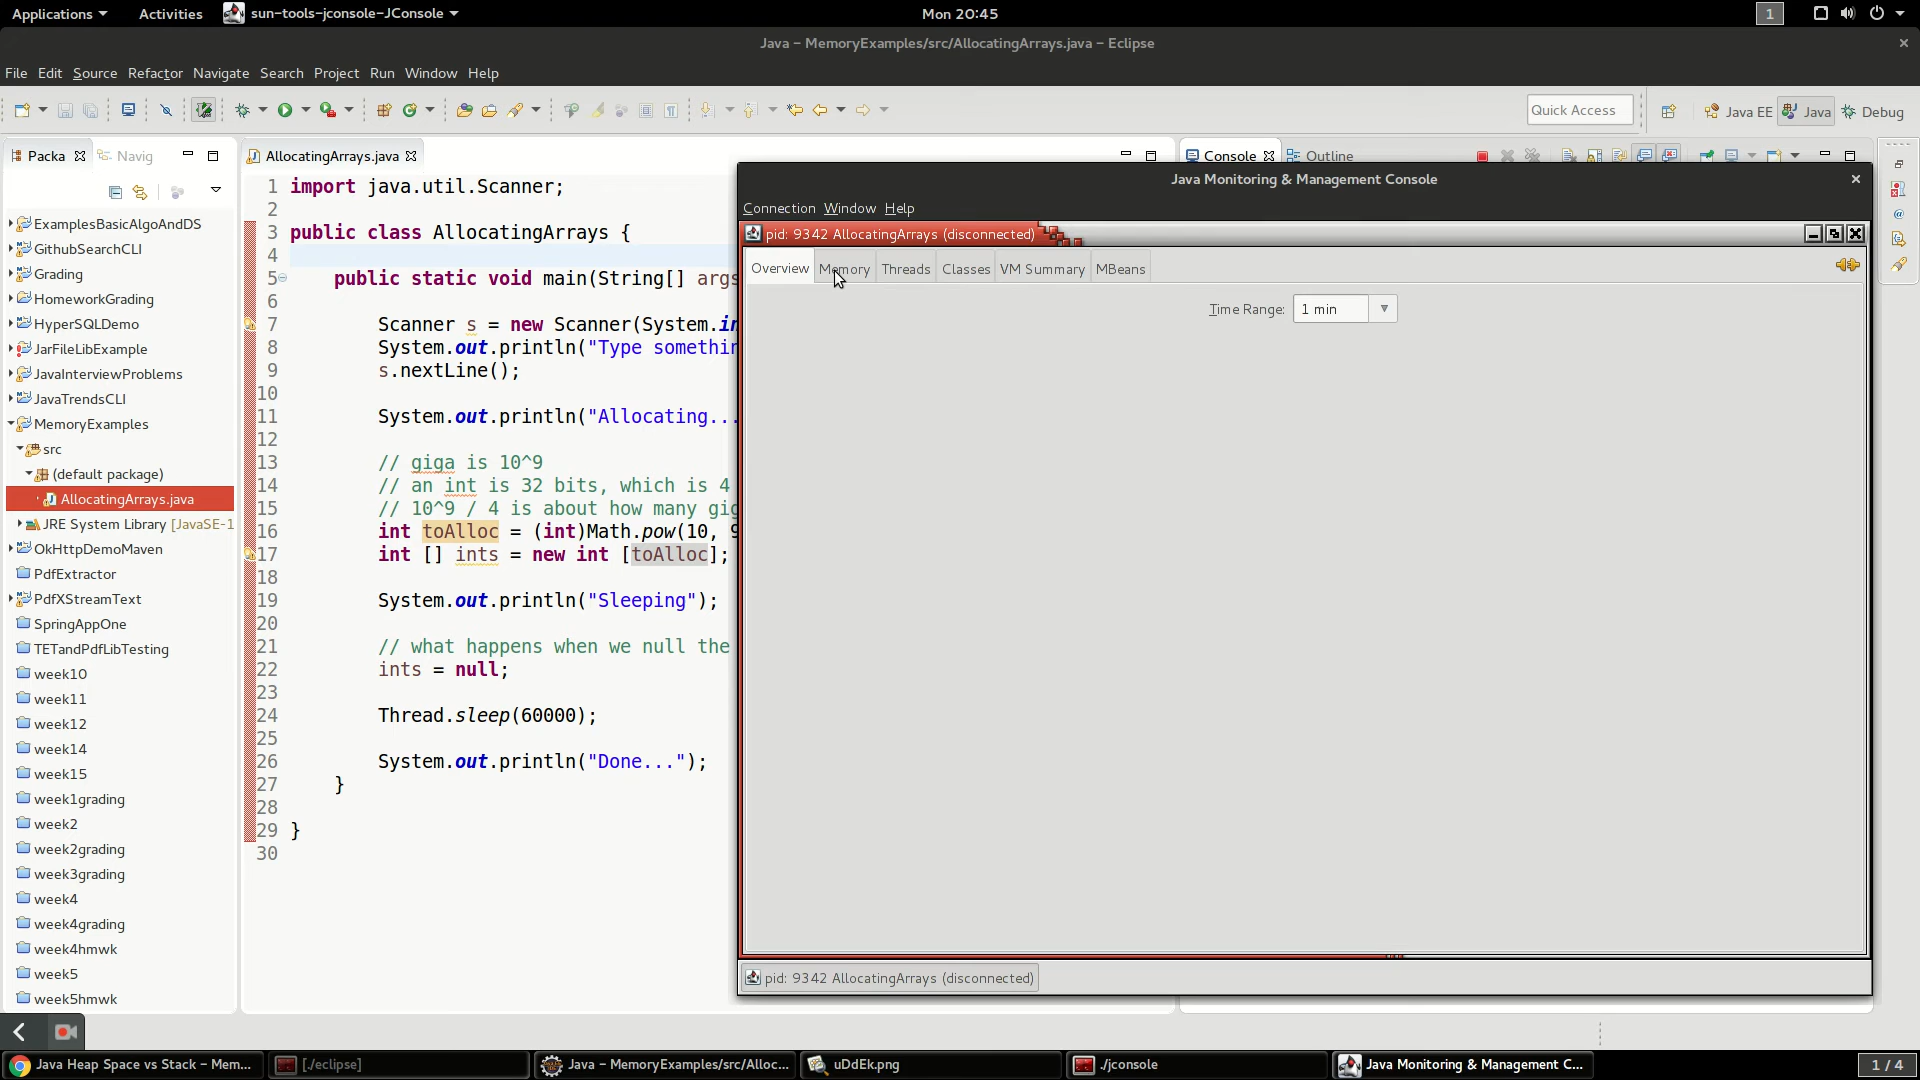 Applications Activities sun-tools-jconsole-JConsole Mon 20:45 1
Java – MemoryExamples/src/AllocatingArrays.java – Eclipse
File Edit Source Refactor Navigate Search Project Run Window Help
Quick Access Java EE Java Debug
Packa Navig AllocatingArrays.java Console Outline
ExamplesBasicAlgoAndDS
GithubSearchCLI
Grading
HomeworkGrading
HyperSQLDemo
JarFileLibExample
JavaInterviewProblems
JavaTrendsCLI
MemoryExamples
src
(default package)
AllocatingArrays.java
JRE System Library [JavaSE-1
OkHttpDemoMaven
PdfExtractor
PdfXStreamText
SpringAppOne
TETandPdfLibTesting
week10
week11
week12
week14
week15
week1grading
week2
week2grading
week3grading
week4
week4grading
week4hmwk
week5
week5hmwk
1 import java.util.Scanner;
2
3 public class AllocatingArrays {
4
5 public static void main(String[] args
6
7 Scanner s = new Scanner(System.in
8 System.out.println("Type somethin
9 s.nextLine();
10
11 System.out.println("Allocating...
12
13 // giga is 10^9
14 // an int is 32 bits, which is 4
15 // 10^9 / 4 is about how many gig
16 int toAlloc = (int)Math.pow(10, 9
17 int [] ints = new int [toAlloc];
18
19 System.out.println("Sleeping");
20
21 // what happens when we null the
22 ints = null;
23
24 Thread.sleep(60000);
25
26 System.out.println("Done...");
27 }
28
29 }
30
Java Monitoring & Management Console
Connection Window Help
pid: 9342 AllocatingArrays (disconnected)
Overview Memory Threads Classes VM Summary MBeans
Time Range: 1 min
pid: 9342 AllocatingArrays (disconnected)
Java Heap Space vs Stack – Mem... [./eclipse] Java – MemoryExamples/src/Alloc... uDdEk.png ./jconsole Java Monitoring & Management C... 1 / 4